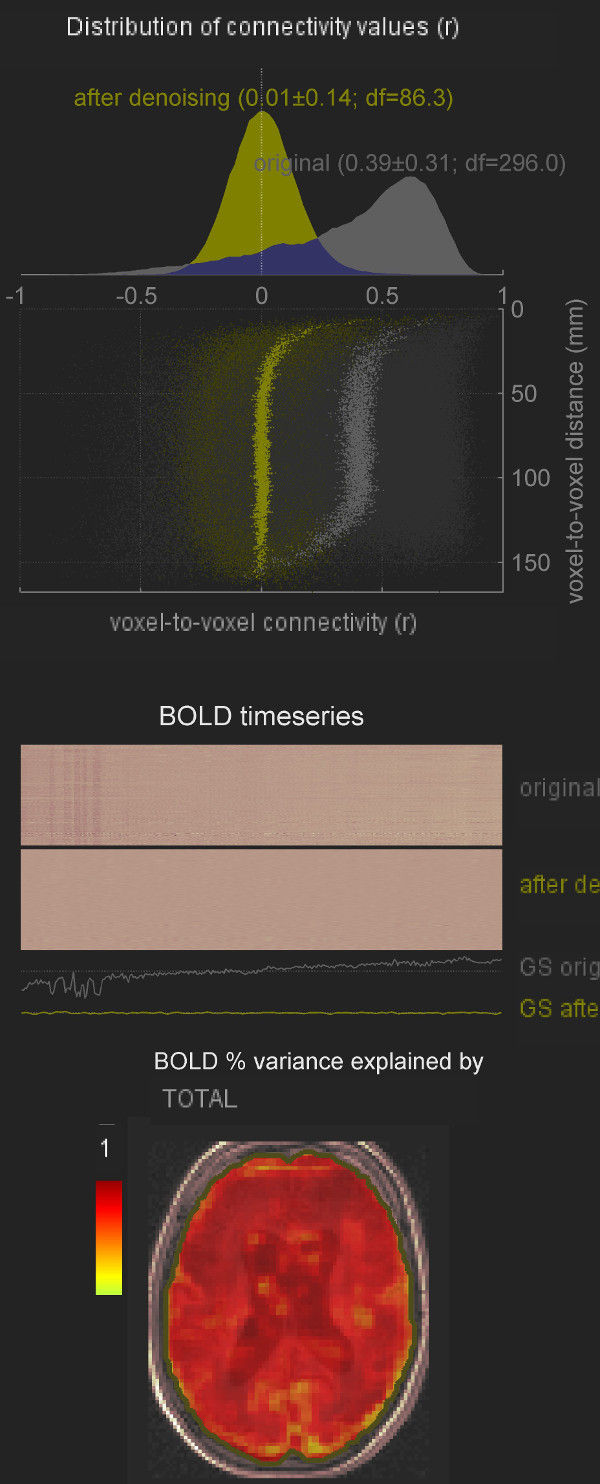 Distribution of connectivity values (r)
after denoising (0.01±0.14; df=86.3)
original (0.39±0.31; df=296.0)
-1 -0.5 0 0.5 1
0
50
100
150
voxel-to-voxel distance (mm)
voxel-to-voxel connectivity (r)
BOLD timeseries
original
after de
GS orig
GS afte
BOLD % variance explained by
TOTAL
1